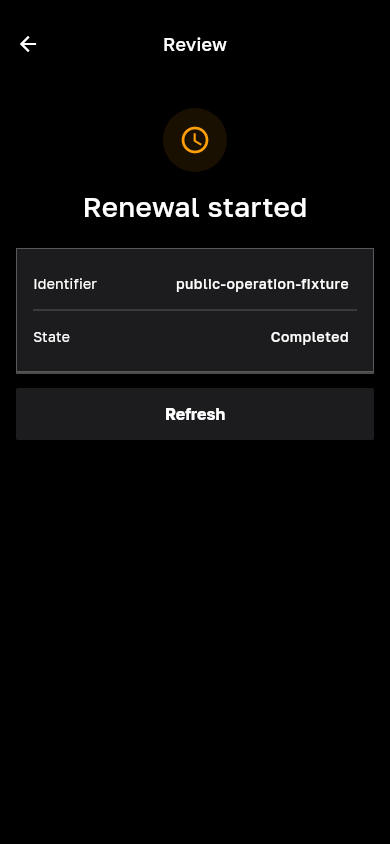 Review
Renewal started
Identifier public-operation-fixture
State Completed
Refresh